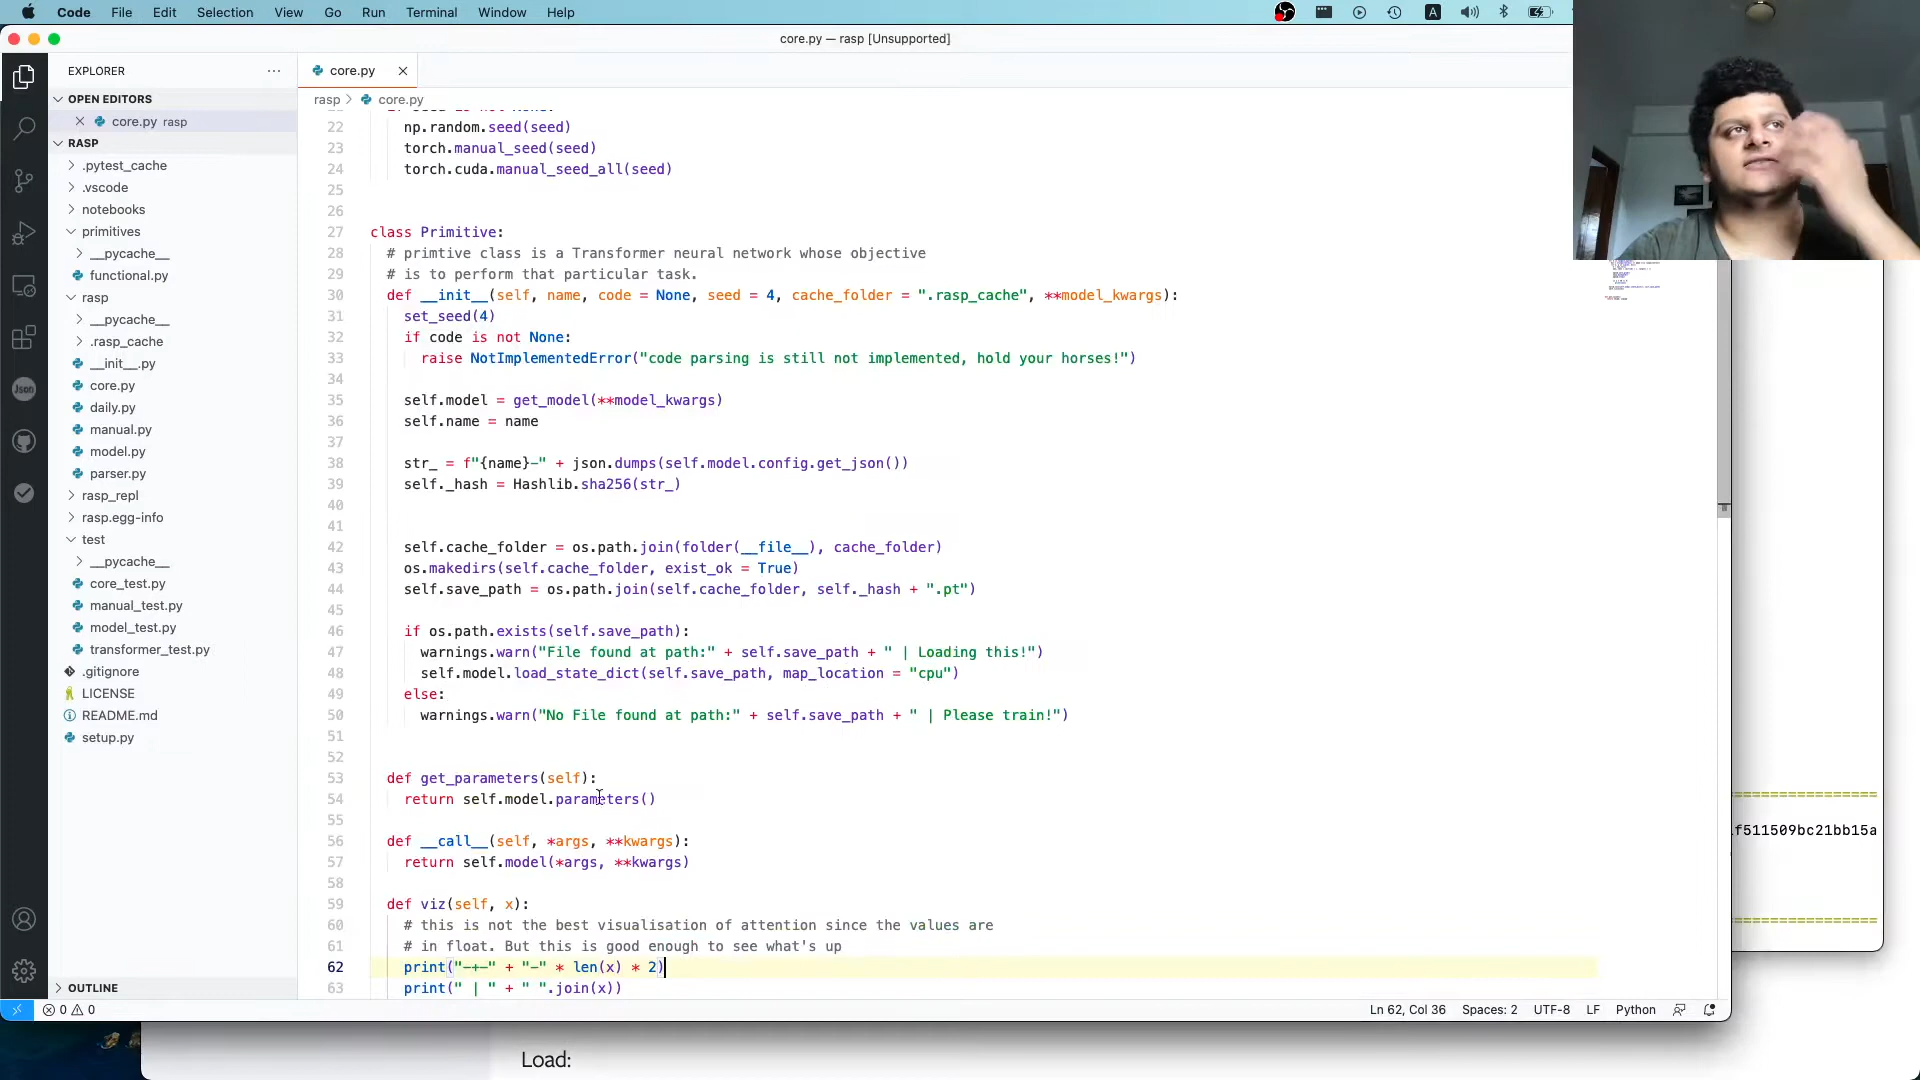 Code File Edit Selection View Go Run Terminal Window Help
A
core.py — rasp [Unsupported]
EXPLORER
OPEN EDITORS
core.py rasp
RASP
.pytest_cache
.vscode
notebooks
primitives
__pycache__
functional.py
rasp
__pycache__
.rasp_cache
__init__.py
core.py
daily.py
manual.py
model.py
parser.py
rasp_repl
rasp.egg-info
test
__pycache__
core_test.py
manual_test.py
model_test.py
transformer_test.py
.gitignore
LICENSE
README.md
setup.py
OUTLINE
Json
core.py
rasp > core.py
22 np.random.seed(seed)
23 torch.manual_seed(seed)
24 torch.cuda.manual_seed_all(seed)
25
26
27 class Primitive:
28 # primtive class is a Transformer neural network whose objective
29 # is to perform that particular task.
30 def __init__(self, name, code = None, seed = 4, cache_folder = ".rasp_cache", **model_kwargs):
31 set_seed(4)
32 if code is not None:
33 raise NotImplementedError("code parsing is still not implemented, hold your horses!")
34
35 self.model = get_model(**model_kwargs)
36 self.name = name
37
38 str_ = f"{name}-" + json.dumps(self.model.config.get_json())
39 self._hash = Hashlib.sha256(str_)
40
41
42 self.cache_folder = os.path.join(folder(__file__), cache_folder)
43 os.makedirs(self.cache_folder, exist_ok = True)
44 self.save_path = os.path.join(self.cache_folder, self._hash + ".pt")
45
46 if os.path.exists(self.save_path):
47 warnings.warn("File found at path:" + self.save_path + " | Loading this!")
48 self.model.load_state_dict(self.save_path, map_location = "cpu")
49 else:
50 warnings.warn("No File found at path:" + self.save_path + " | Please train!")
51
52
53 def get_parameters(self):
54 return self.model.parameters()
55
56 def __call__(self, *args, **kwargs):
57 return self.model(*args, **kwargs)
58
59 def viz(self, x):
60 # this is not the best visualisation of attention since the values are
61 # in float. But this is good enough to see what's up
62 print("-+-" + "-" * len(x) * 2)
63 print(" | " + " ".join(x))
f511509bc21bb15a
0 0
Ln 62, Col 36 Spaces: 2 UTF-8 LF Python
Load: